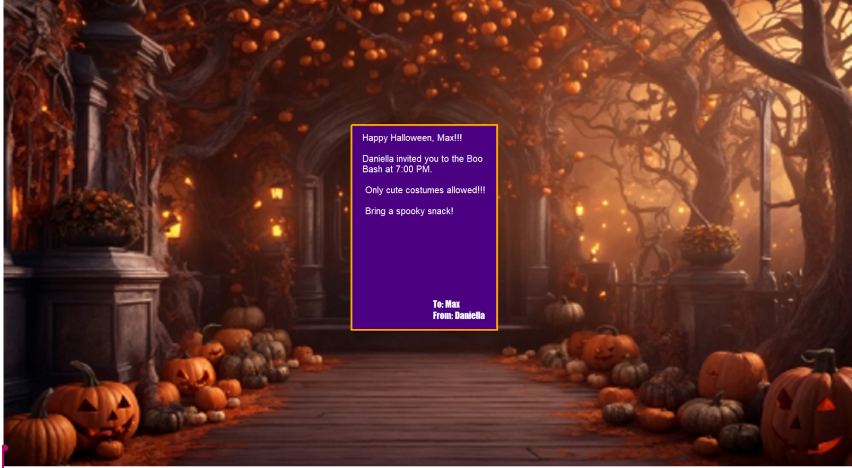 Happy Halloween, Max!!!
Daniella invited you to the Boo
Bash at 7:00 PM.
Only cute costumes allowed!!!
Bring a spooky snack!
To: Max
From: Daniella